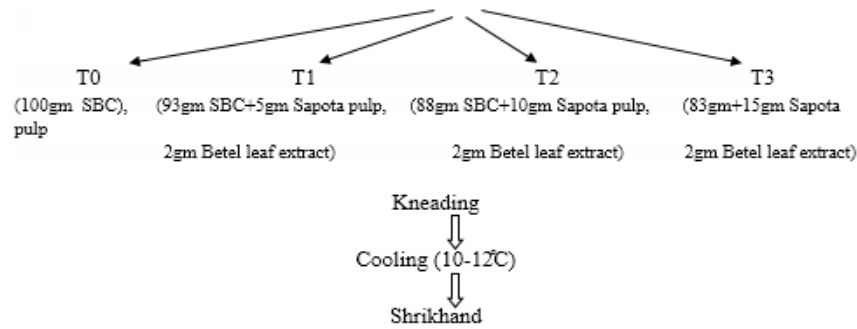 T0 T1 T2 T3
(100gm SBC), (93gm SBC+5gm Sapota pulp, (88gm SBC+10gm Sapota pulp, (83gm+15gm Sapota
pulp
2gm Betel leaf extract) 2gm Betel leaf extract) 2gm Betel leaf extract)
Kneading
Cooling (10-12°C)
Shrikhand